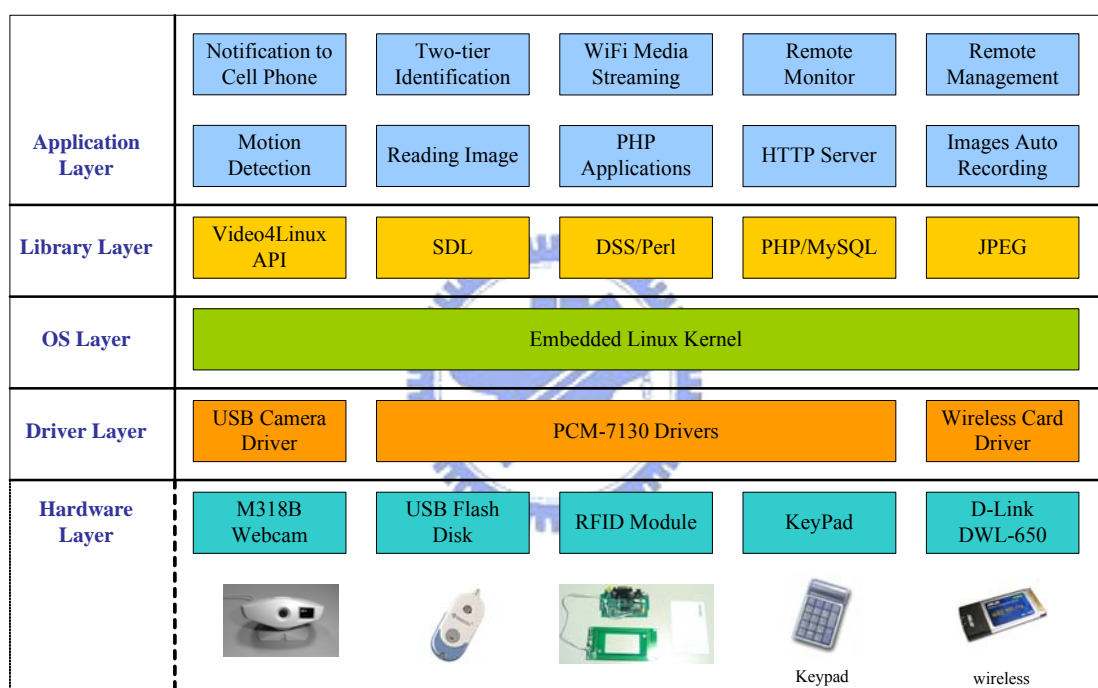 Notification to
Cell Phone
Two-tier
Identification
WiFi Media
Streaming
Remote
Monitor
Remote
Management
Application
Layer
Motion
Detection
Reading Image
PHP
Applications
HTTP Server
Images Auto
Recording
Library Layer
Video4Linux
API
SDL
DSS/Perl
PHP/MySQL
JPEG
OS Layer
Embedded Linux Kernel
Driver Layer
USB Camera
Driver
PCM-7130 Drivers
Wireless Card
Driver
Hardware
Layer
M318B
Webcam
USB Flash
Disk
RFID Module
KeyPad
D-Link
DWL-650
Keypad
wireless